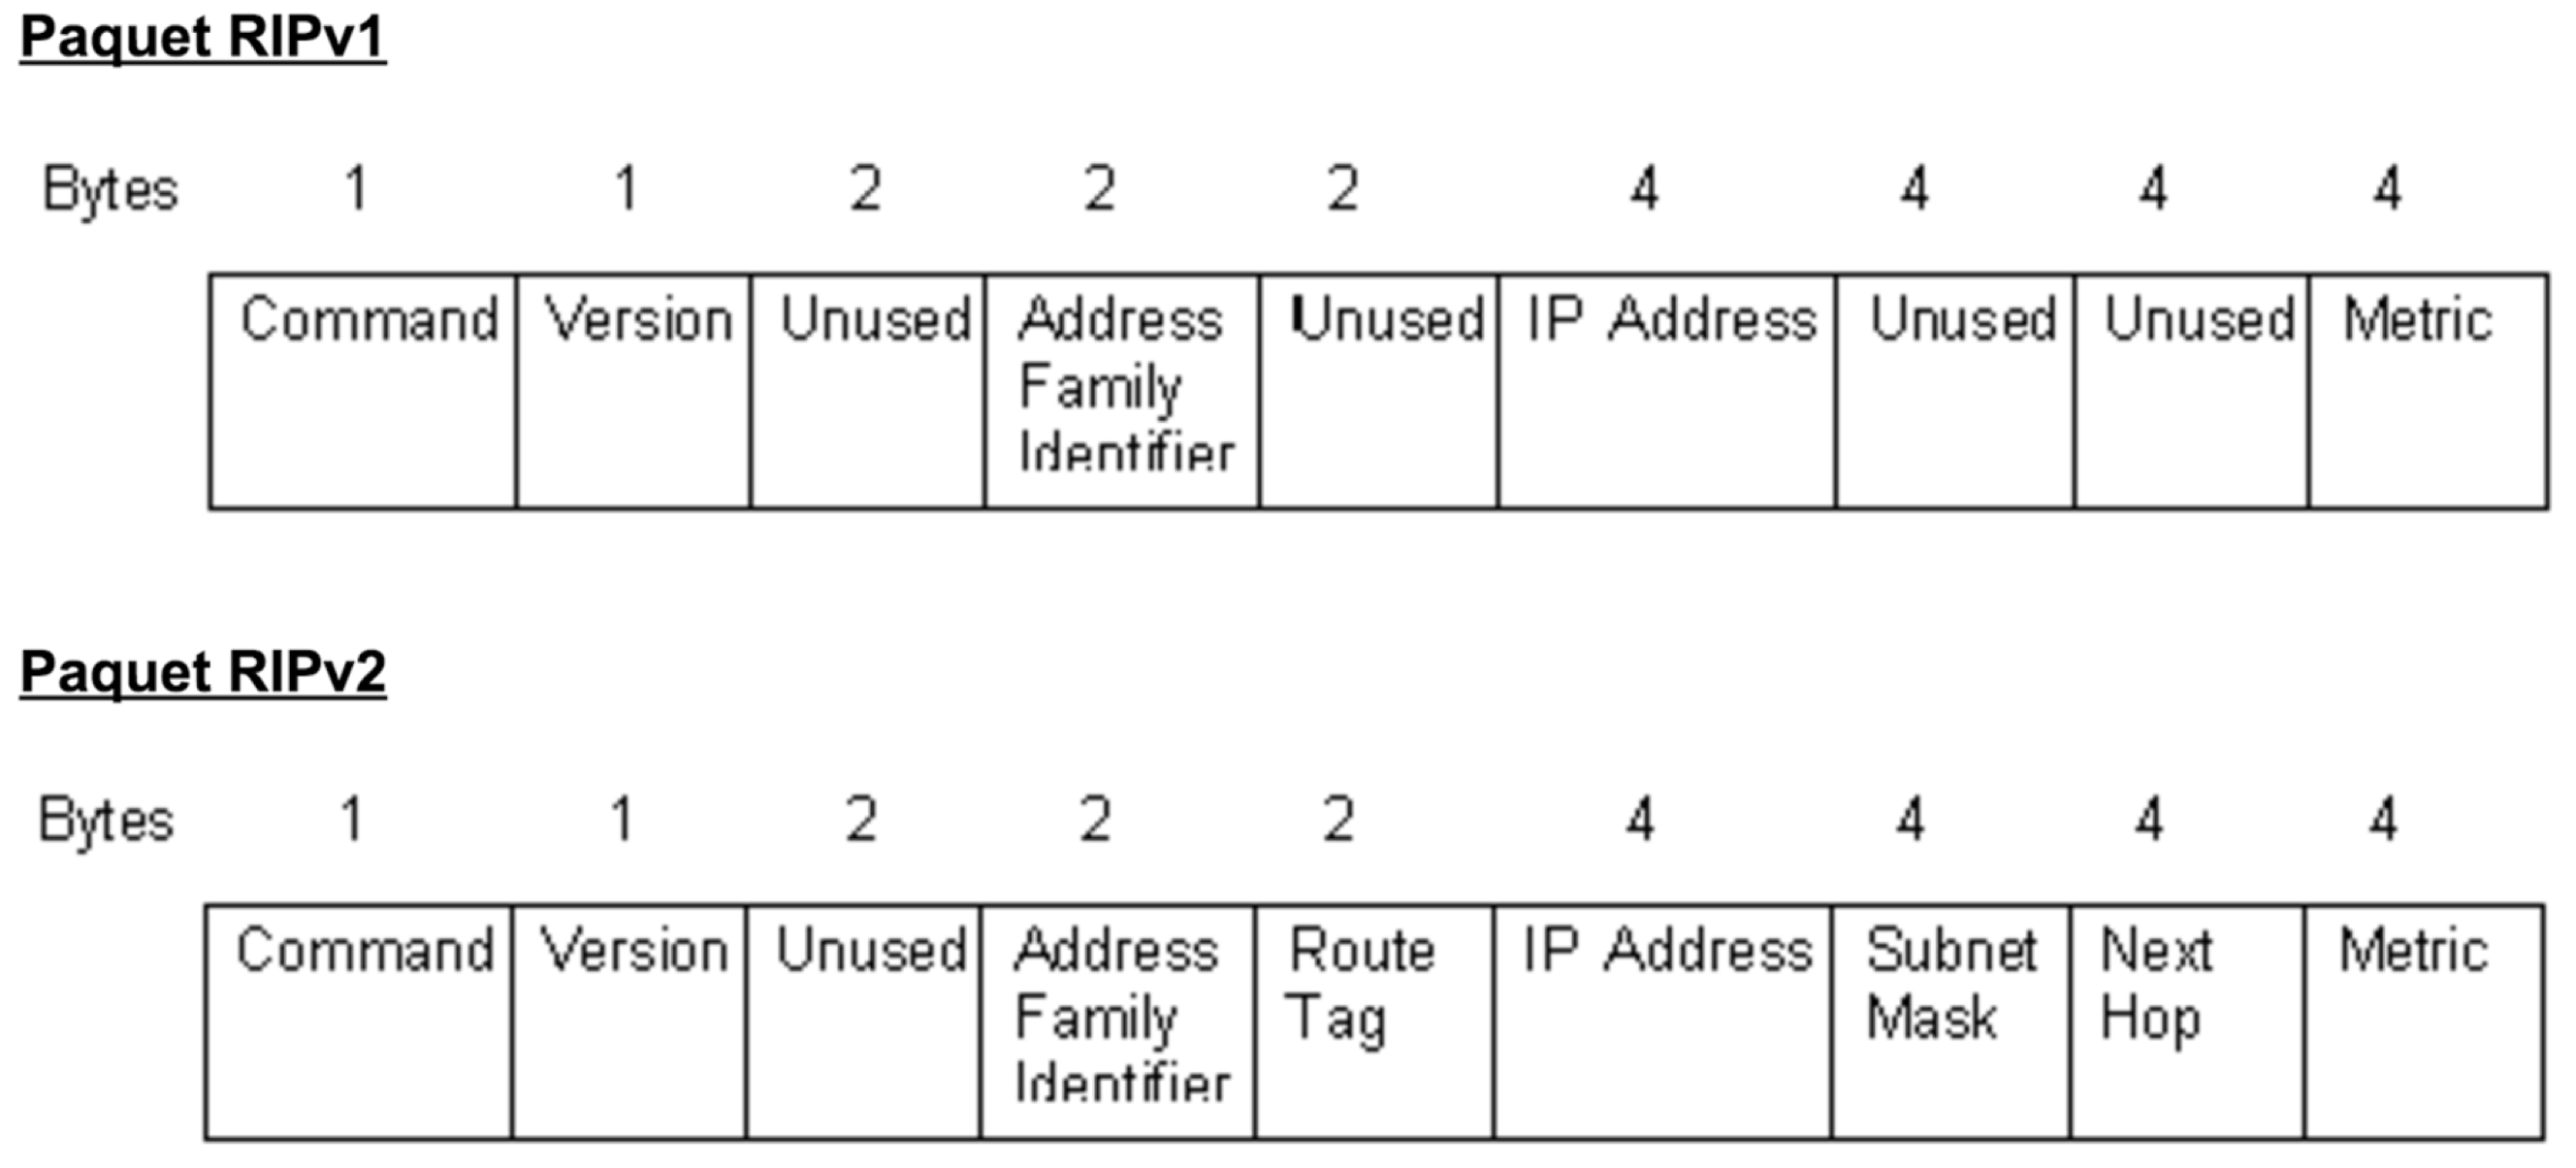 Paquet RIPv1
Bytes 1 1 2 2 2 4 4 4 4
Command Version Unused Address Unused IP Address Unused Unused Metric
Family
Identifier
Paquet RIPv2
Bytes 1 1 2 2 2 4 4 4 4
Command Version Unused Address Route IP Address Subnet Next Metric
Family Tag Mask Hop
Identifier